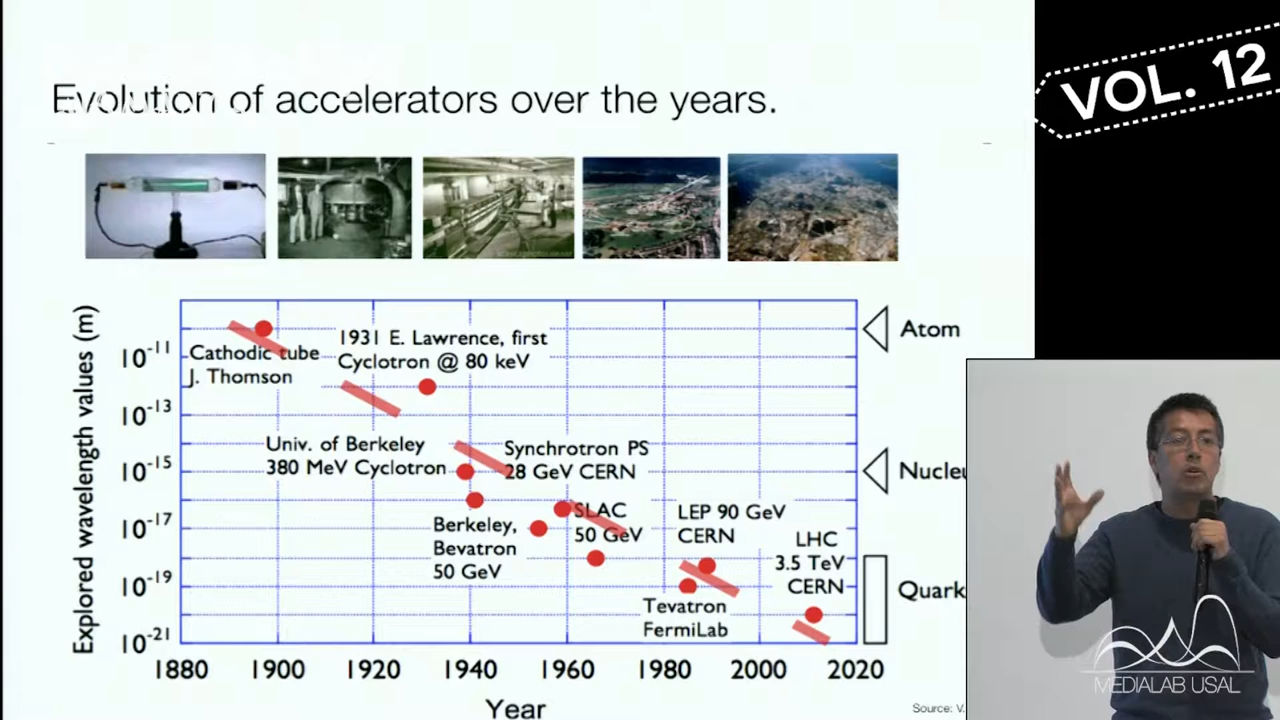 VOL. 12
Evolution of accelerators over the years.
Explored wavelength values (m)
10-11
10-13
10-15
10-17
10-19
10-21
Cathodic tube
J. Thomson
1931 E. Lawrence, first
Cyclotron @ 80 keV
Univ. of Berkeley
380 MeV Cyclotron
Synchrotron PS
28 GeV CERN
Berkeley,
Bevatron
50 GeV
SLAC
50 GeV
LEP 90 GeV
CERN
Tevatron
FermiLab
LHC
3.5 TeV
CERN
Atom
Nucleu
Quark
1880 1900 1920 1940 1960 1980 2000 2020
Year
Source: V.
MEDIALAB USAL